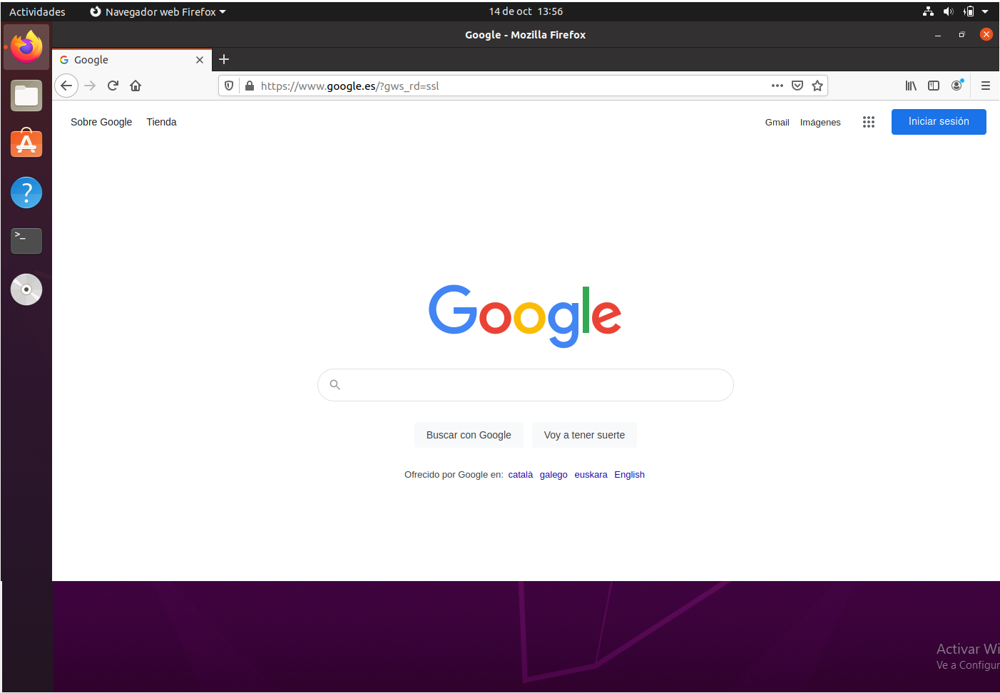 Actividades Navegador web Firefox 14 de oct 13:56
Google - Mozilla Firefox
Google
https://www.google.es/?gws_rd=ssl
Sobre Google Tienda Gmail Imágenes Iniciar sesión
Google
Buscar con Google Voy a tener suerte
Ofrecido por Google en: català galego euskara English
Activar Wi
Ve a Configur